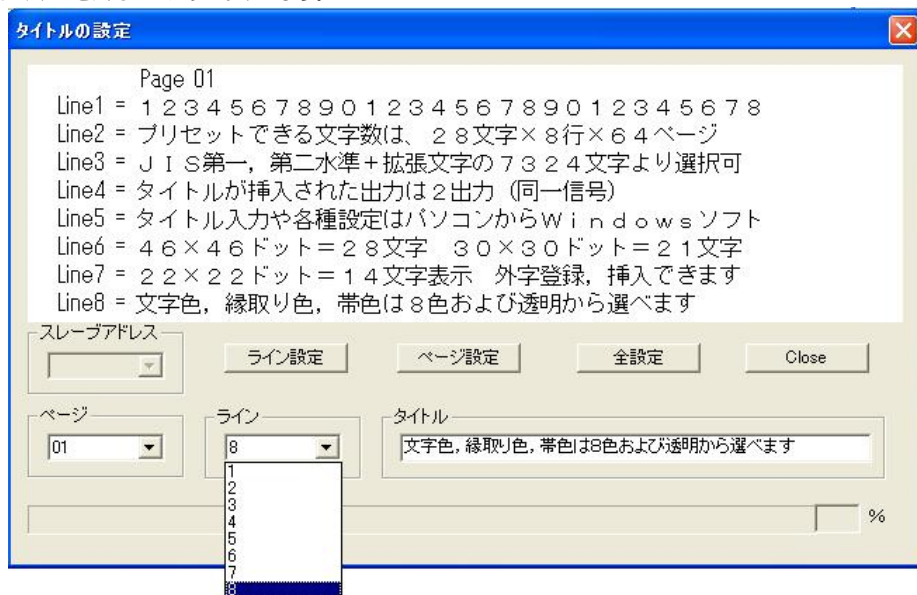 タイトルの設定
Page 01
Line1 = １２３４５６７８９０１２３４５６７８９０１２３４５６７８
Line2 = プリセットできる文字数は、２８文字×８行×６４ページ
Line3 = ＪＩＳ第一，第二水準＋拡張文字の７３２４文字より選択可
Line4 = タイトルが挿入された出力は２出力（同一信号）
Line5 = タイトル入力や各種設定はパソコンからＷｉｎｄｏｗｓソフト
Line6 = ４６×４６ドット＝２８文字　３０×３０ドット＝２１文字
Line7 = ２２×２２ドット＝１４文字表示　外字登録，挿入できます
Line8 = 文字色，縁取り色，帯色は８色および透明から選べます
スレーブアドレス
ライン設定 ページ設定 全設定 Close
ページ ライン タイトル
01 8 文字色，縁取り色，帯色は8色および透明から選べます
1
2
3
4
5
6
7
8
%